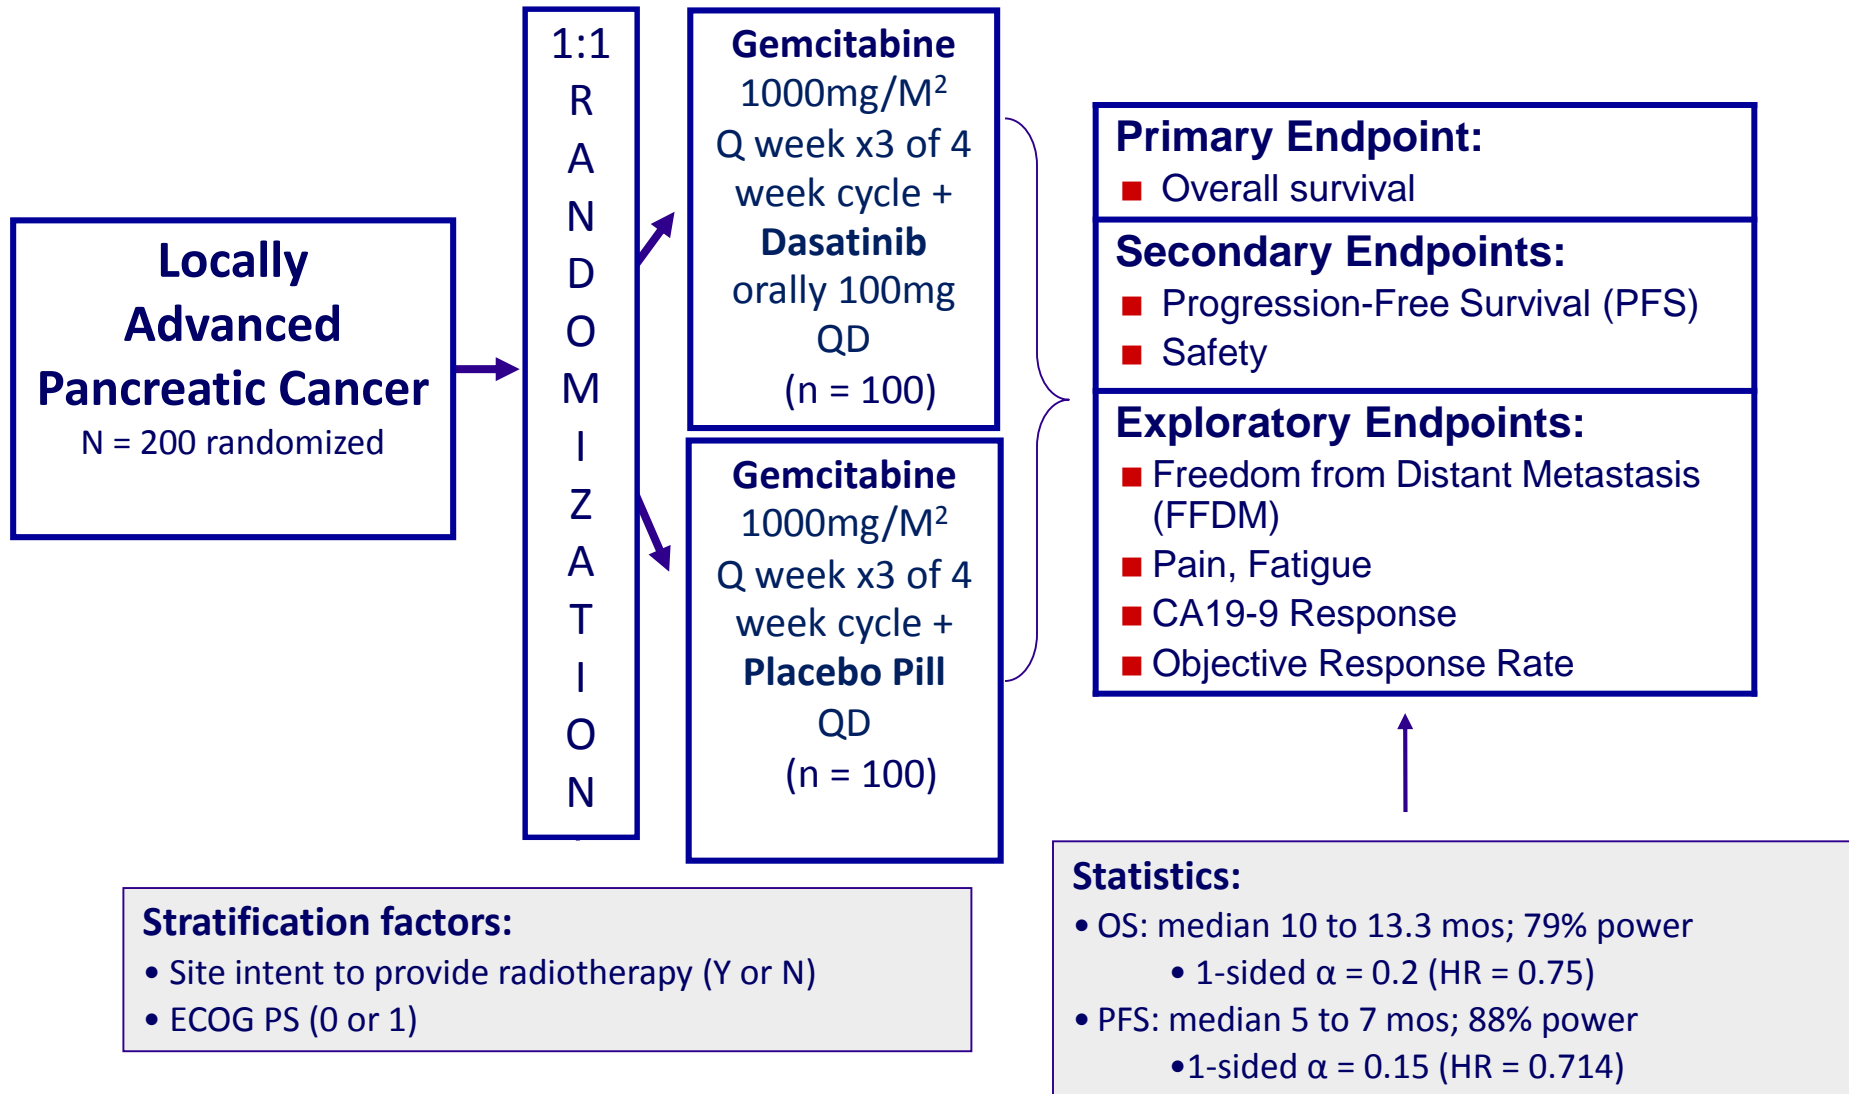 Locally
Advanced
Pancreatic Cancer
N = 200 randomized
1:1
R
A
N
D
O
M
I
Z
A
T
I
O
N
Gemcitabine
1000mg/M²
Q week x3 of 4
week cycle +
Dasatinib
orally 100mg
QD
(n = 100)
Gemcitabine
1000mg/M²
Q week x3 of 4
week cycle +
Placebo Pill
QD
(n = 100)
Primary Endpoint:
■ Overall survival
Secondary Endpoints:
■ Progression-Free Survival (PFS)
■ Safety
Exploratory Endpoints:
■ Freedom from Distant Metastasis
(FFDM)
■ Pain, Fatigue
■ CA19-9 Response
■ Objective Response Rate
Stratification factors:
• Site intent to provide radiotherapy (Y or N)
• ECOG PS (0 or 1)
Statistics:
• OS: median 10 to 13.3 mos; 79% power
• 1-sided α = 0.2 (HR = 0.75)
• PFS: median 5 to 7 mos; 88% power
•1-sided α = 0.15 (HR = 0.714)